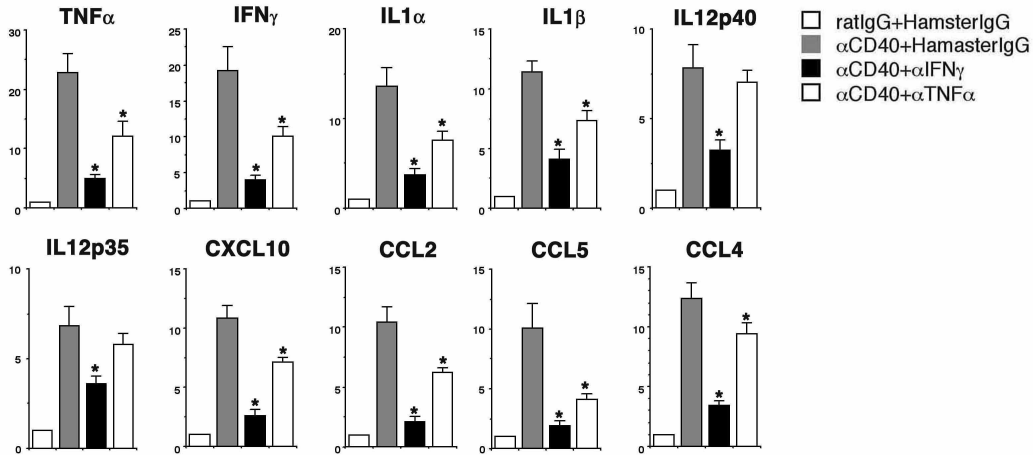 TNFα IFNγ IL1α IL1β IL12p40
ratIgG+HamsterIgG
αCD40+HamasterIgG
αCD40+αIFNγ
αCD40+αTNFα
30 25 20 15 10
20 15 10 5
20 10
15 10 5
10 5
0 0 0 0 0
* * * * * * * * *
IL12p35 CXCL10 CCL2 CCL5 CCL4
10 15 15 15 15
5 10 10 10 10
5 5 5 5
0 0 0 0 0
* * * * * * * * *